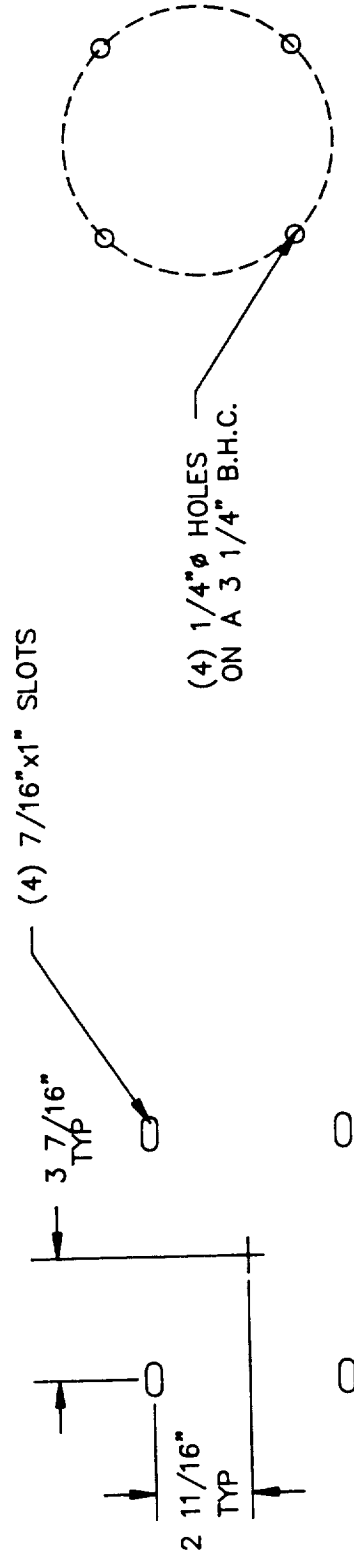 (4) 7/16"x1" SLOTS
3 7/16"
TYP
2 11/16"
TYP
(4) 1/4"ø HOLES
ON A 3 1/4" B.H.C.